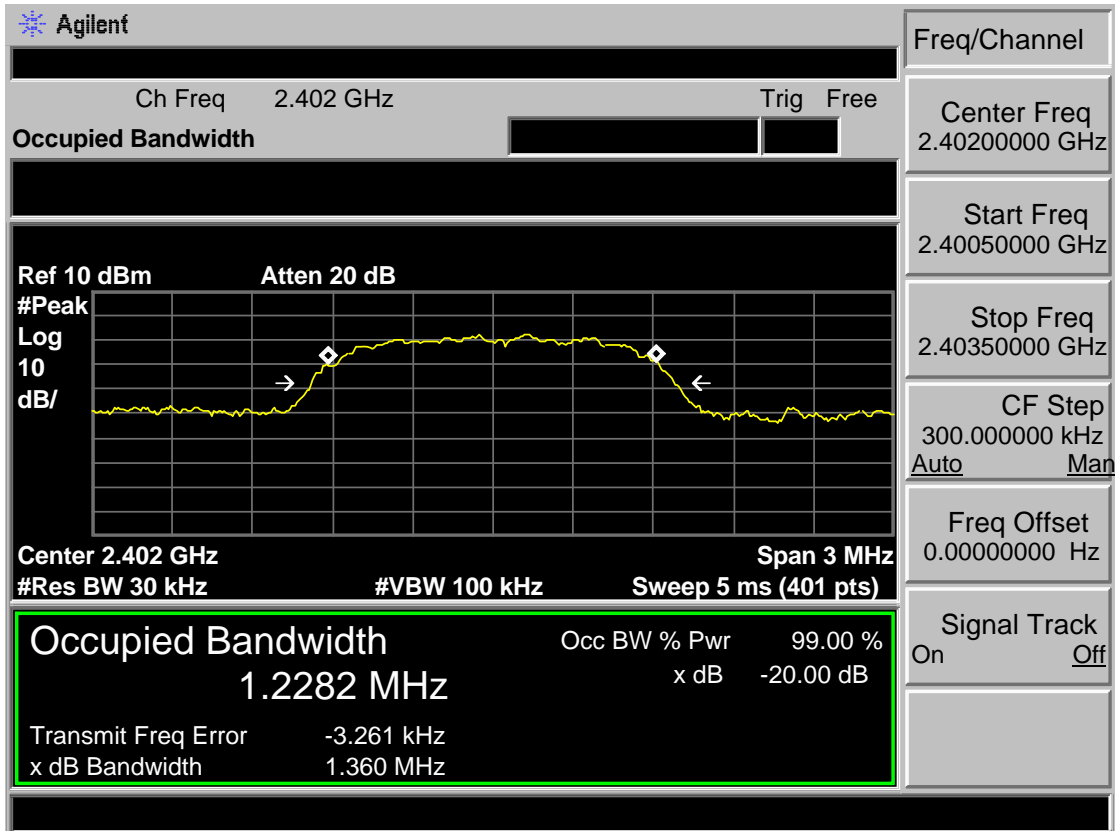 Agilent
Freq/Channel
Ch Freq 2.402 GHz Trig Free
Occupied Bandwidth
Center Freq
2.40200000 GHz
Start Freq
2.40050000 GHz
Stop Freq
2.40350000 GHz
CF Step
300.000000 kHz
Auto Man
Freq Offset
0.00000000 Hz
Signal Track
On Off
Ref 10 dBm Atten 20 dB
#Peak
Log
10
dB/
Center 2.402 GHz Span 3 MHz
#Res BW 30 kHz #VBW 100 kHz Sweep 5 ms (401 pts)
Occupied Bandwidth Occ BW % Pwr 99.00 %
1.2282 MHz x dB -20.00 dB
Transmit Freq Error -3.261 kHz
x dB Bandwidth 1.360 MHz